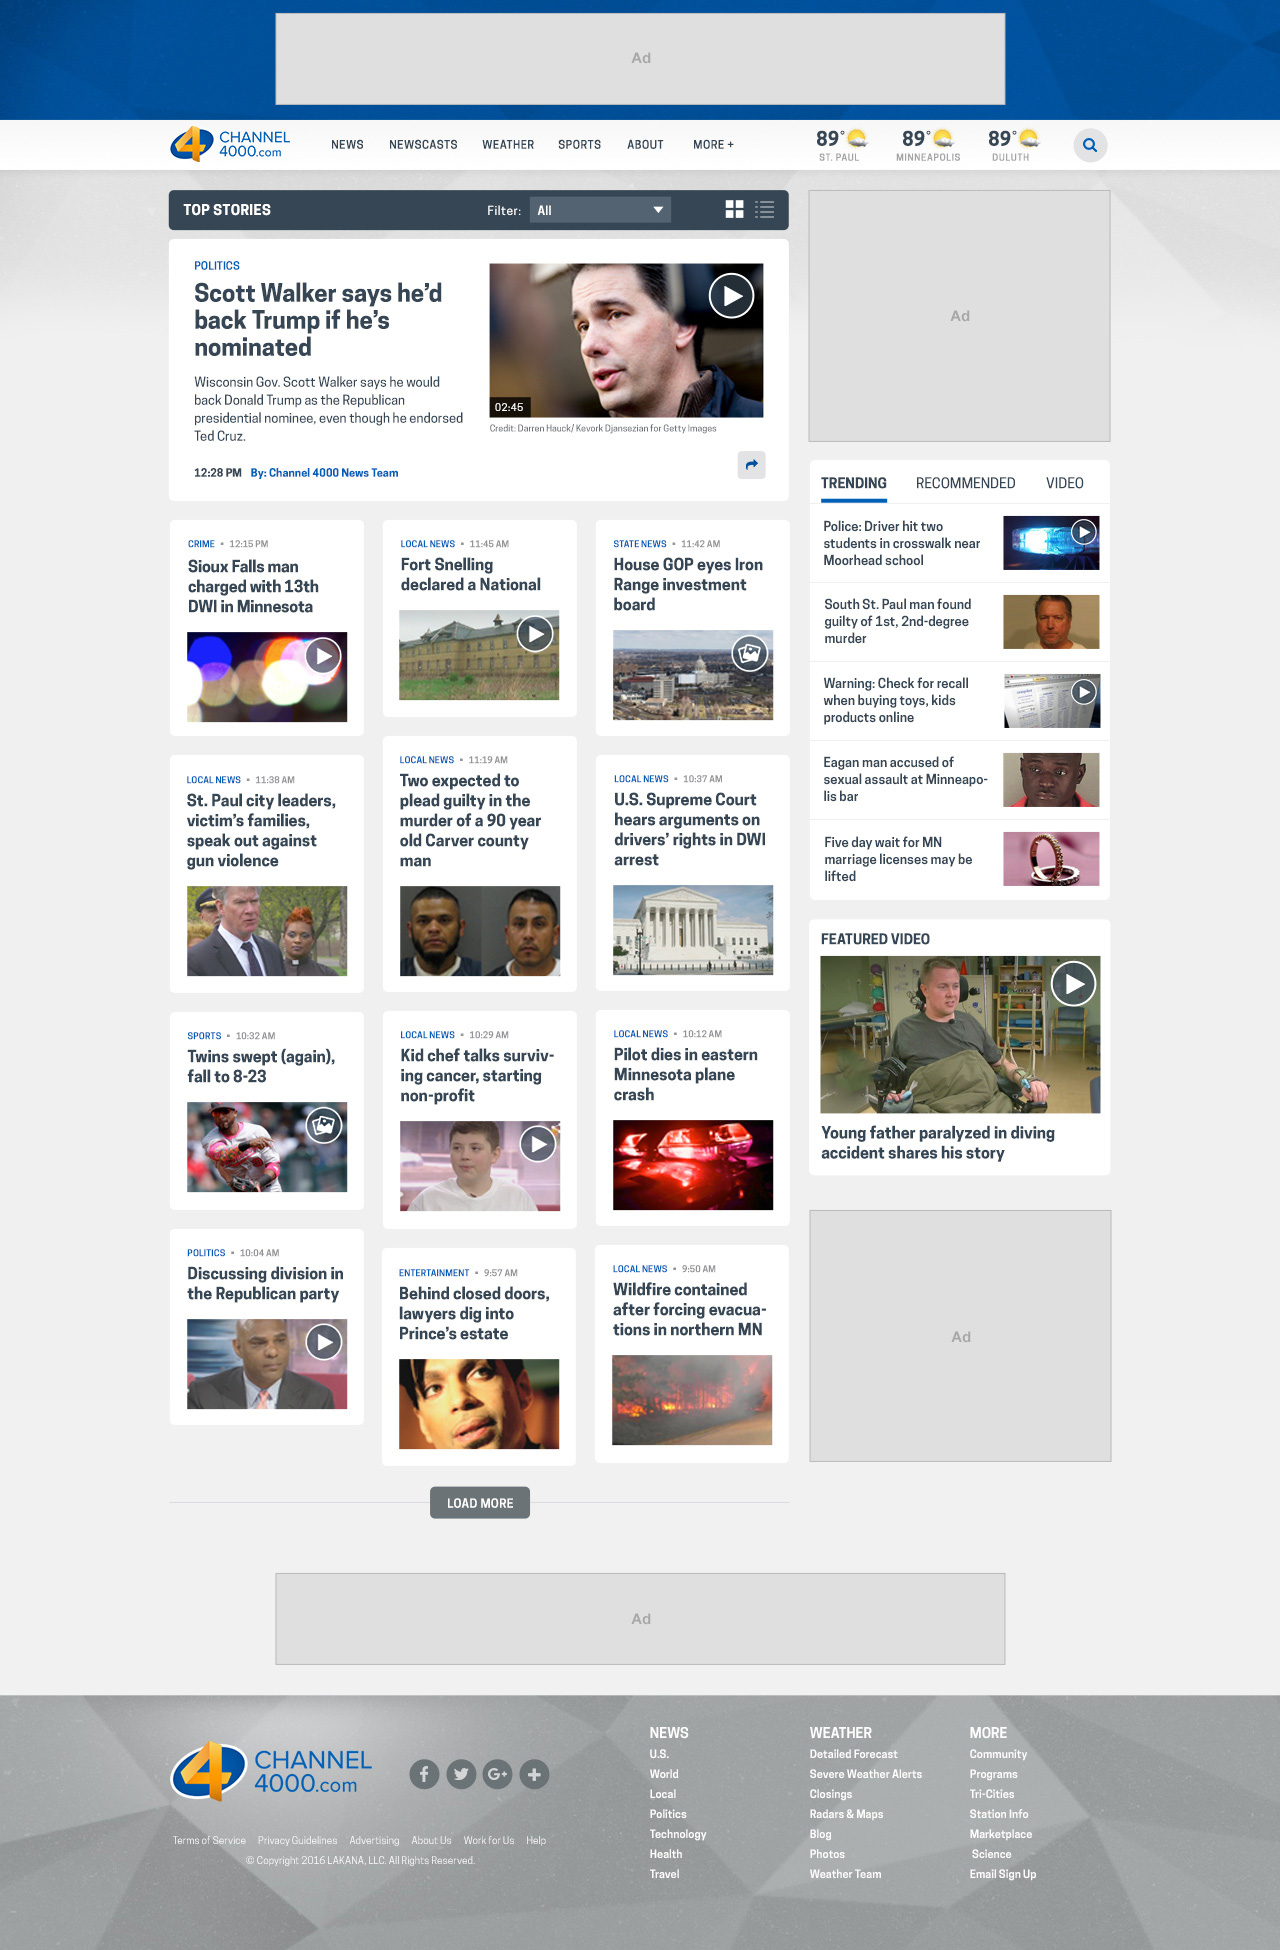 Ad
CHANNEL
4000.com
NEWS
NEWSCASTS
WEATHER
SPORTS
ABOUT
MORE +
89°
ST. PAUL
89°
MINNEAPOLIS
89°
DULUTH
TOP STORIES
Filter:
All
POLITICS
Scott Walker says he’d
back Trump if he’s
nominated
Wisconsin Gov. Scott Walker says he would
back Donald Trump as the Republican
presidential nominee, even though he endorsed
Ted Cruz.
12:28 PM By: Channel 4000 News Team
02:45
Credit: Darren Hauck/ Kevork Djansezian for Getty Images
CRIME • 12:15 PM
Sioux Falls man
charged with 13th
DWI in Minnesota
LOCAL NEWS • 11:45 AM
Fort Snelling
declared a National
STATE NEWS • 11:42 AM
House GOP eyes Iron
Range investment
board
LOCAL NEWS • 11:38 AM
St. Paul city leaders,
victim’s families,
speak out against
gun violence
LOCAL NEWS • 11:19 AM
Two expected to
plead guilty in the
murder of a 90 year
old Carver county
man
LOCAL NEWS • 10:37 AM
U.S. Supreme Court
hears arguments on
drivers’ rights in DWI
arrest
SPORTS • 10:32 AM
Twins swept (again),
fall to 8-23
LOCAL NEWS • 10:29 AM
Kid chef talks surviv-
ing cancer, starting
non-profit
LOCAL NEWS • 10:12 AM
Pilot dies in eastern
Minnesota plane
crash
POLITICS • 10:04 AM
Discussing division in
the Republican party
ENTERTAINMENT • 9:57 AM
Behind closed doors,
lawyers dig into
Prince’s estate
LOCAL NEWS • 9:50 AM
Wildfire contained
after forcing evacua-
tions in northern MN
LOAD MORE
Ad
TRENDING
RECOMMENDED
VIDEO
Police: Driver hit two
students in crosswalk near
Moorhead school
South St. Paul man found
guilty of 1st, 2nd-degree
murder
Warning: Check for recall
when buying toys, kids
products online
Eagan man accused of
sexual assault at Minneapo-
lis bar
Five day wait for MN
marriage licenses may be
lifted
FEATURED VIDEO
Young father paralyzed in diving
accident shares his story
Ad
Ad
4 CHANNEL
4000.com
Terms of Service Privacy Guidelines Advertising About Us Work for Us Help
© Copyright 2016 LAKANA, LLC. All Rights Reserved.
NEWS
U.S.
World
Local
Politics
Technology
Health
Travel
WEATHER
Detailed Forecast
Severe Weather Alerts
Closings
Radars & Maps
Blog
Photos
Weather Team
MORE
Community
Programs
Tri-Cities
Station Info
Marketplace
Science
Email Sign Up